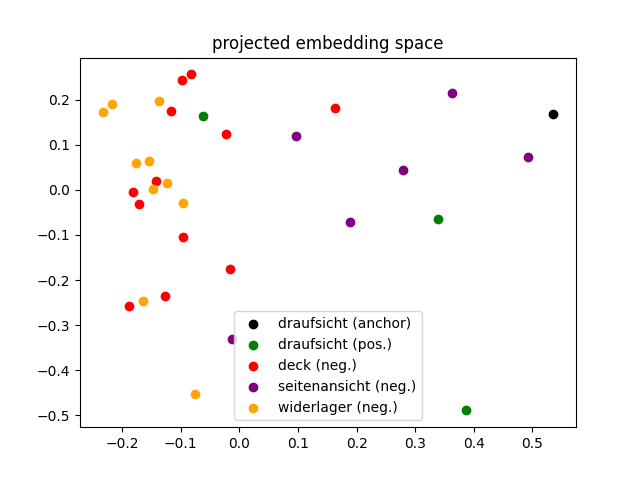 projected embedding space
0.2
0.1
0.0
−0.1
−0.2
−0.3
−0.4
−0.5
draufsicht (anchor)
draufsicht (pos.)
deck (neg.)
seitenansicht (neg.)
widerlager (neg.)
−0.2 −0.1 0.0 0.1 0.2 0.3 0.4 0.5